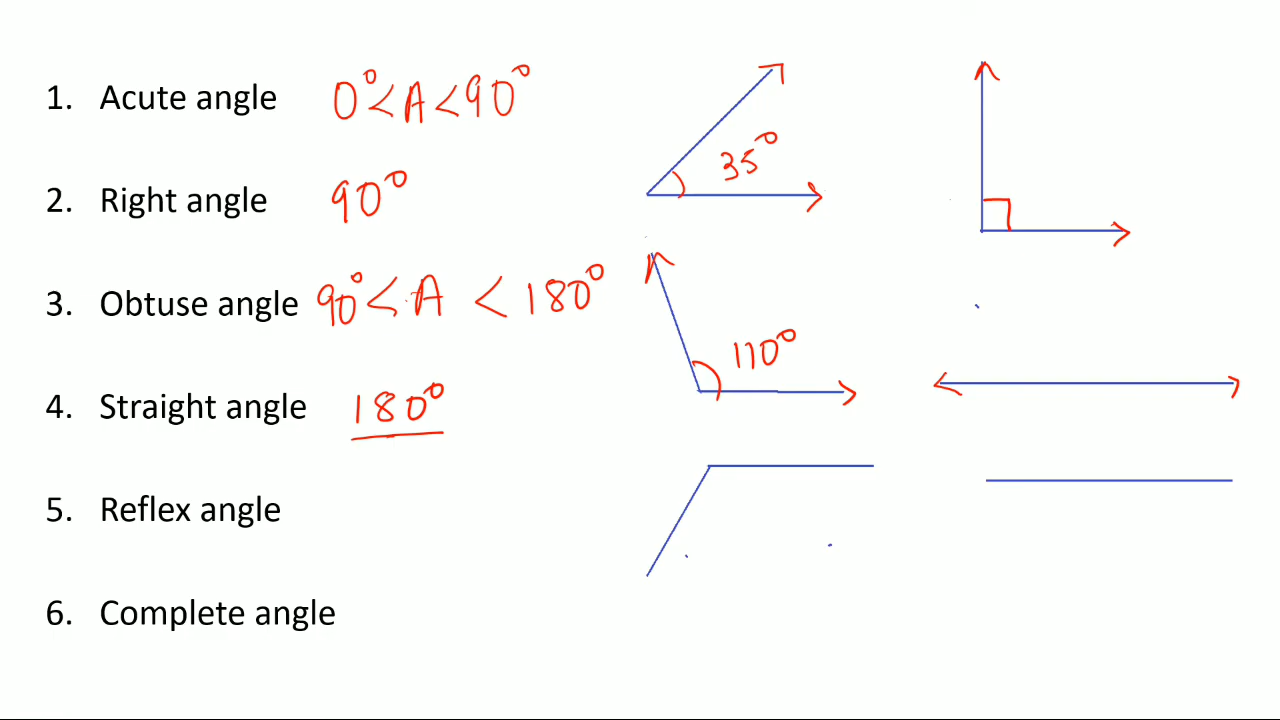 1. Acute angle 0° < A < 90°
35°
2. Right angle 90°
3. Obtuse angle 90° < A < 180°
110°
4. Straight angle 180°
5. Reflex angle
6. Complete angle